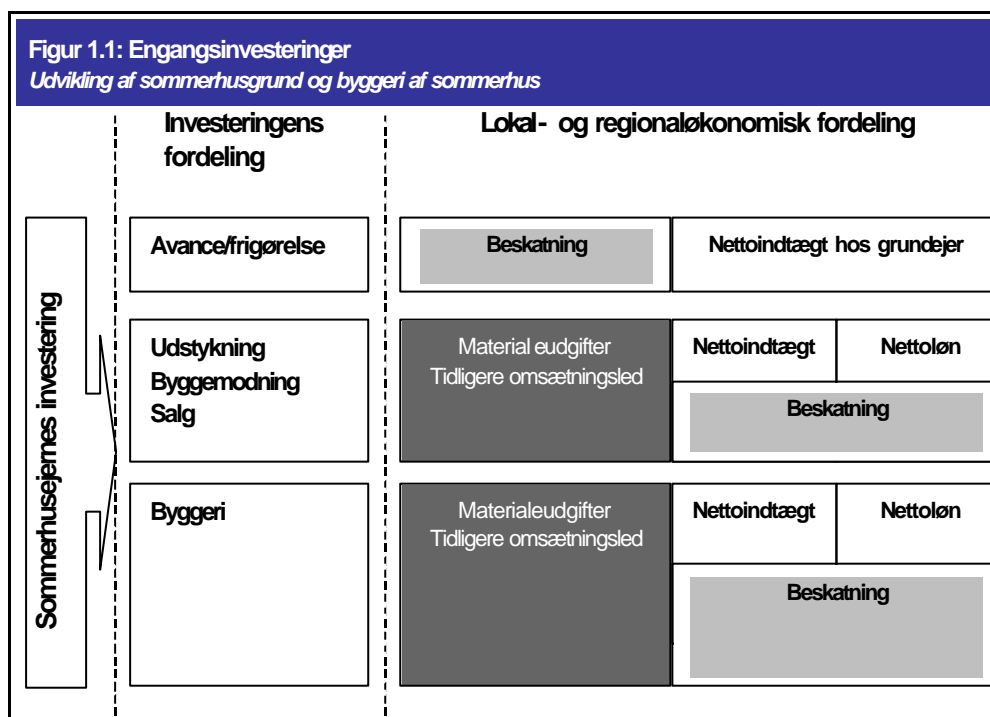 Figur 1.1: Engangsinvesteringer
Udvikling af sommerhusgrund og byggeri af sommerhus
Investeringens
fordeling
Lokal- og regionaløkonomisk fordeling
Sommerhusejernes investering
Avance/frigørelse
Beskatning
Nettoindtægt hos grundejer
Udstykning
Byggemodning
Salg
Material eudgifter
Tidligere omsætningsled
Nettoindtægt
Nettoløn
Beskatning
Byggeri
Materialeudgifter
Tidligere omsætningsled
Nettoindtægt
Nettoløn
Beskatning